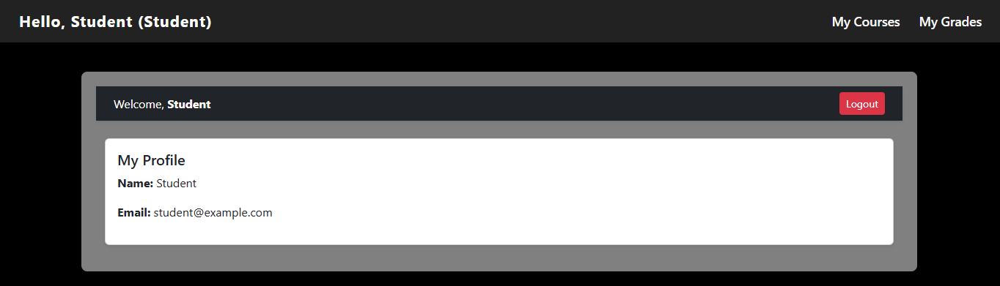 Hello, Student (Student)
My Courses
My Grades
Welcome, Student
Logout
My Profile
Name: Student
Email: student@example.com